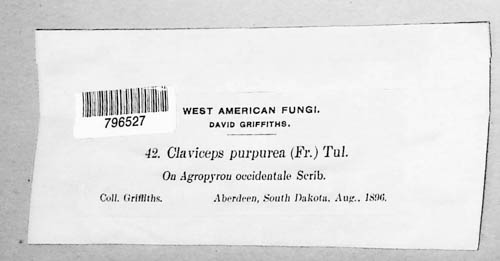 796527
WEST AMERICAN FUNGI.
DAVID GRIFFITHS.
42. Claviceps purpurea (Fr.) Tul.
On Agropyron occidentale Scrib.
Coll. Griffiths. Aberdeen, South Dakota, Aug., 1896.